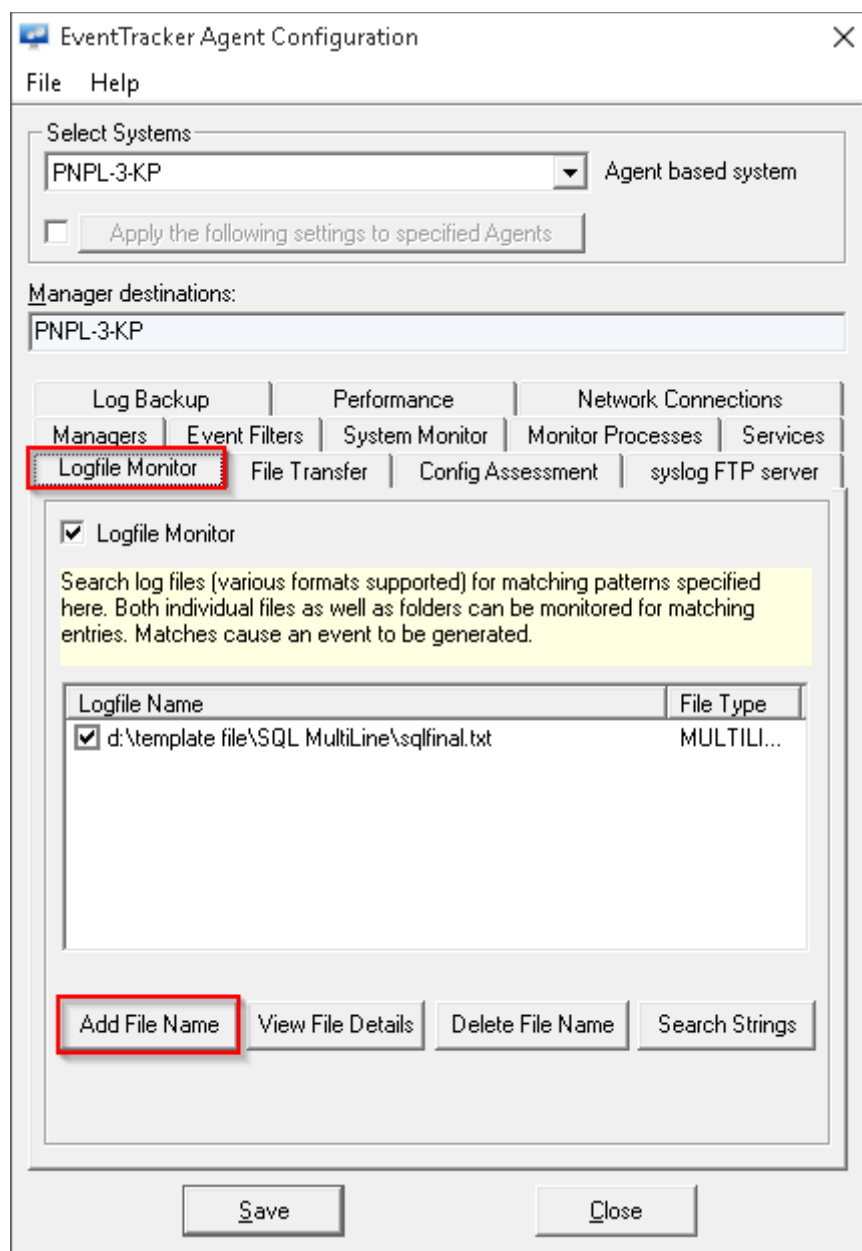 EventTracker Agent Configuration
File Help
Select Systems
PNPL-3-KP Agent based system
Apply the following settings to specified Agents
Manager destinations:
PNPL-3-KP
Log Backup Performance Network Connections
Managers Event Filters System Monitor Monitor Processes Services
Logfile Monitor File Transfer Config Assessment syslog FTP server
Logfile Monitor
Search log files (various formats supported) for matching patterns specified
here. Both individual files as well as folders can be monitored for matching
entries. Matches cause an event to be generated.
Logfile Name File Type
d:\template file\SQL MultiLine\sqlfinal.txt MULTILI...
Add File Name View File Details Delete File Name Search Strings
Save Close